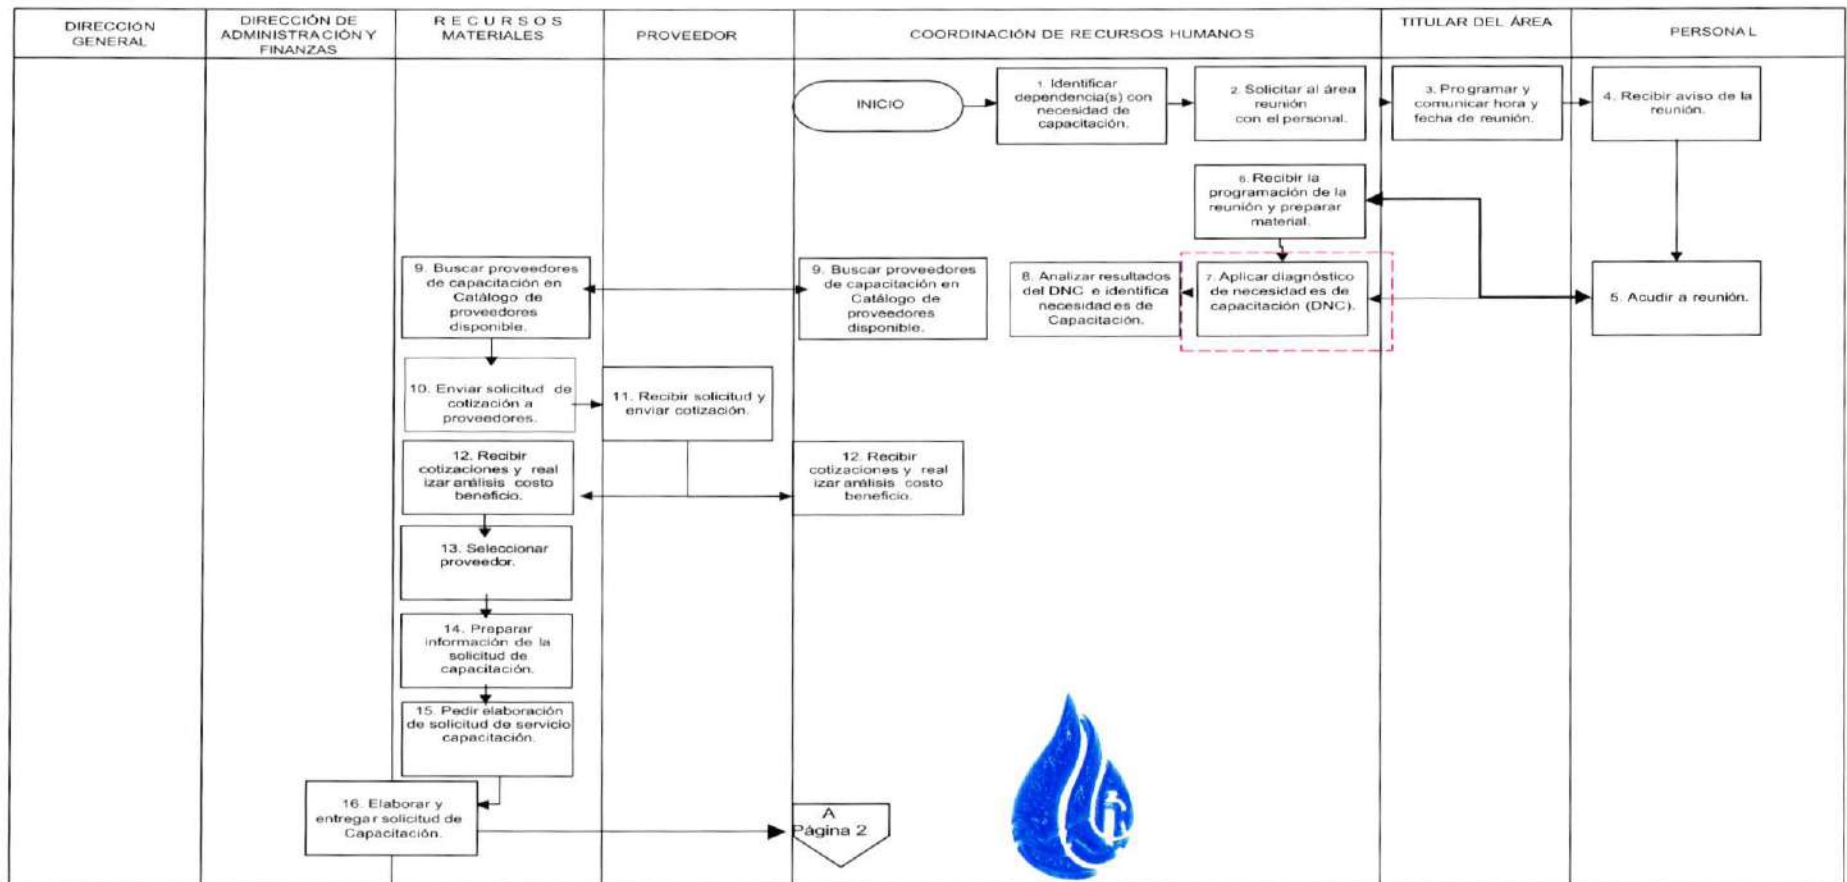 DIRECCIÓN
GENERAL
DIRECCIÓN DE
ADMINISTRACIÓN Y
FINANZAS
RECURSOS
MATERIALES
PROVEEDOR
COORDINACIÓN DE RECURSOS HUMANOS
TITULAR DEL ÁREA
PERSONAL
INICIO
1. Identificar
dependencia(s) con
necesidad de
capacitación.
2. Solicitar al área
reunión
con el personal.
3. Programar y
comunicar hora y
fecha de reunión.
4. Recibir aviso de la
reunión.
6. Recibir la
programación de la
reunión y preparar
material.
9. Buscar proveedores
de capacitación en
Catálogo de
proveedores
disponible.
9. Buscar proveedores
de capacitación en
Catálogo de
proveedores
disponible.
8. Analizar resultados
del DNC e identifica
necesidades de
Capacitación.
7. Aplicar diagnóstico
de necesidades de
capacitación (DNC).
5. Acudir a reunión.
10. Enviar solicitud de
cotización a
proveedores.
11. Recibir solicitud y
enviar cotización.
12. Recibir
cotizaciones y real
izar análisis costo
beneficio.
12. Recibir
cotizaciones y real
izar análisis costo
beneficio.
13. Seleccionar
proveedor.
14. Preparar
información de la
solicitud de
capacitación.
15. Pedir elaboración
de solicitud de servicio
capacitación.
16. Elaborar y
entregar solicitud de
Capacitación.
A
Página 2